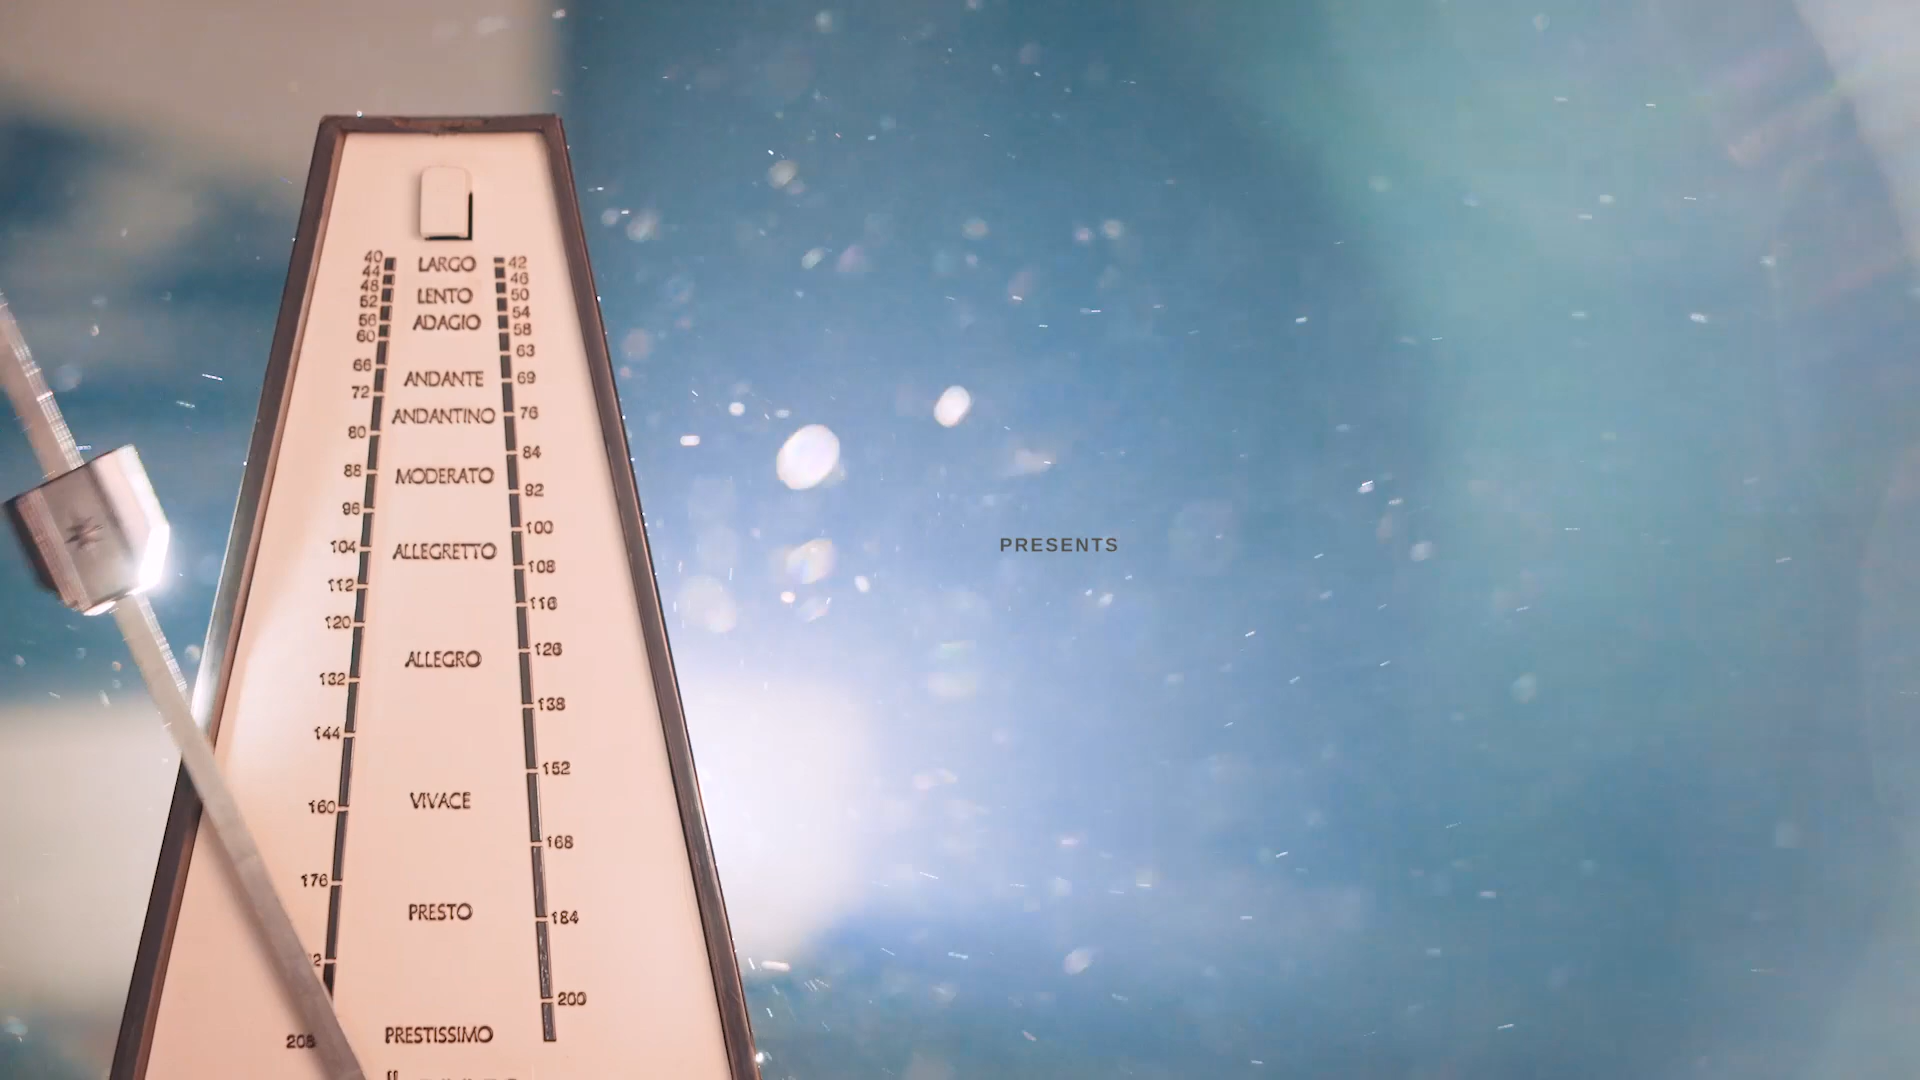 40 LARGO 42
44 46
48 LENTO 50
52 ADAGIO 54
56 58
60 63
66 ANDANTE 69
72 ANDANTINO 76
80 84
88 MODERATO 92
96 100
104 ALLEGRETTO 108
112 116
120 126
132 ALLEGRO 138
144 152
160 VIVACE 168
176 PRESTO 184
200
208 PRESTISSIMO
PRESENTS